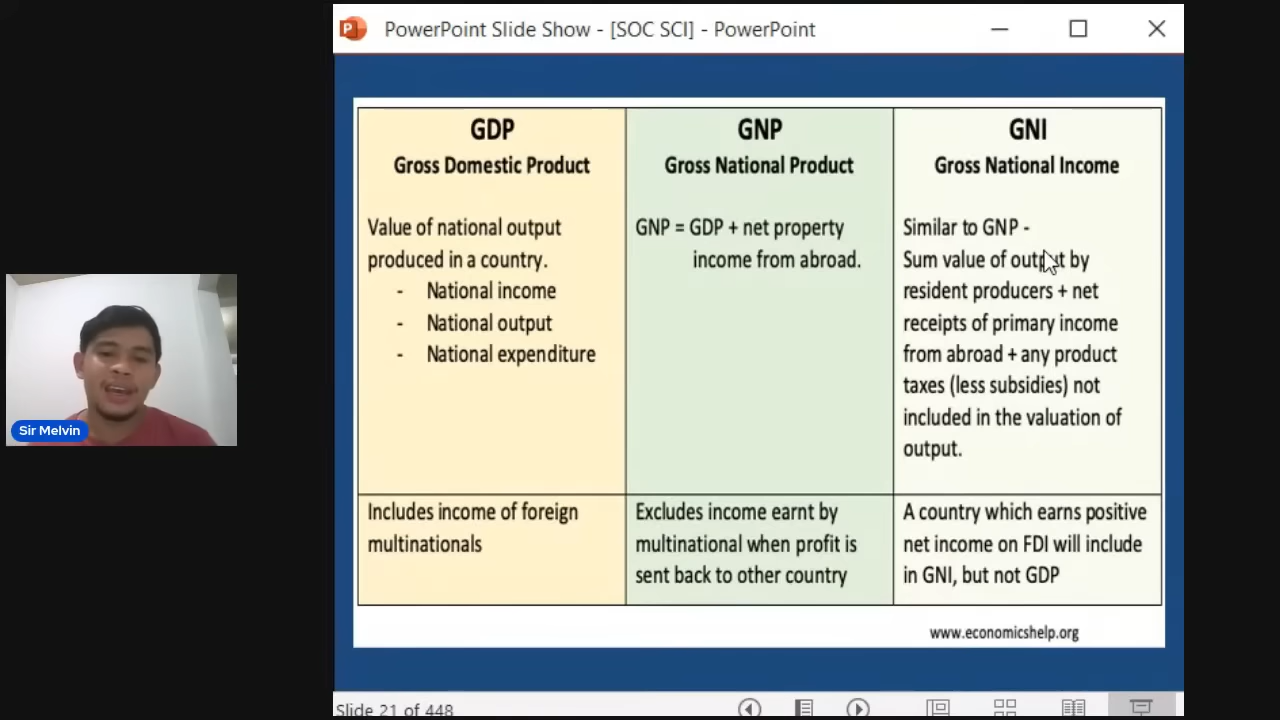 PowerPoint Slide Show - [SOC SCI] - PowerPoint
GDP
Gross Domestic Product
Value of national output
produced in a country.
- National income
- National output
- National expenditure
Includes income of foreign
multinationals
GNP
Gross National Product
GNP = GDP + net property
income from abroad.
Excludes income earnt by
multinational when profit is
sent back to other country
GNI
Gross National Income
Similar to GNP -
Sum value of output by
resident producers + net
receipts of primary income
from abroad + any product
taxes (less subsidies) not
included in the valuation of
output.
A country which earns positive
net income on FDI will include
in GNI, but not GDP
www.economicshelp.org
Sir Melvin
Slide 21 of 448